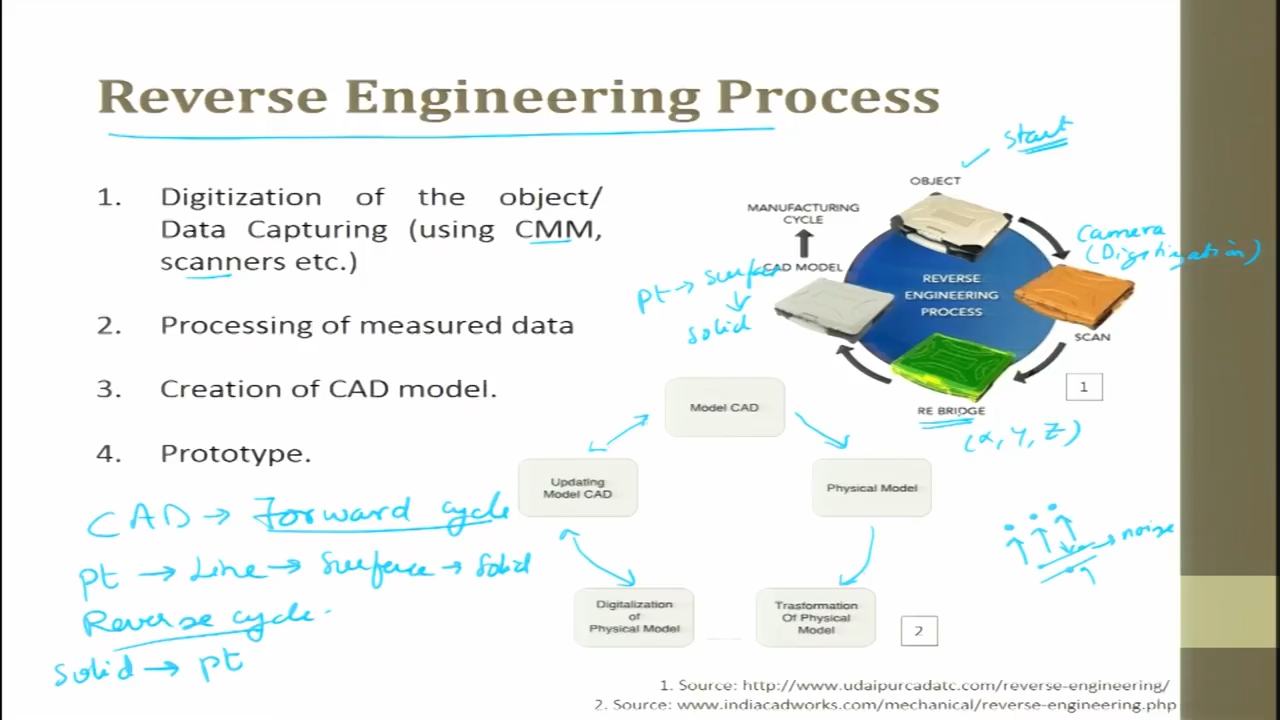 Reverse Engineering Process
1. Digitization of the object/
Data Capturing (using CMM,
scanners etc.)
2. Processing of measured data
3. Creation of CAD model.
4. Prototype.
CAD → Forward cycle
pt → Line → Surface → Solid
Reverse cycle.
Solid → pt
start
OBJECT
MANUFACTURING
CYCLE
CAD MODEL
REVERSE
ENGINEERING
PROCESS
Camera
(Digitization)
SCAN
1
RE BRIDGE
(x, y, z)
pt → surface
↓
solid
noise
Model CAD
Updating
Model CAD
Physical Model
Digitalization
of
Physical Model
Trasformation
Of Physical
Model
2
1. Source: http://www.udaipurcadatc.com/reverse-engineering/
2. Source: www.indiacadworks.com/mechanical/reverse-engineering.php